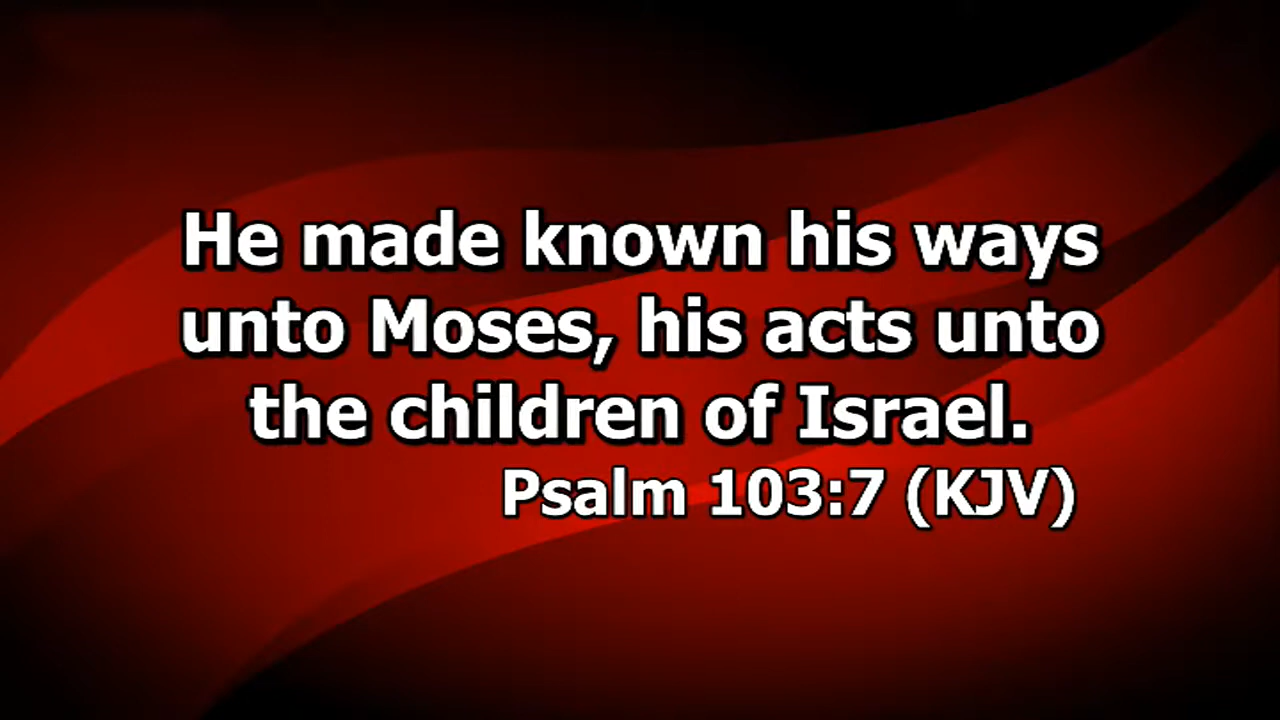 He made known his ways
unto Moses, his acts unto
the children of Israel.
Psalm 103:7 (KJV)